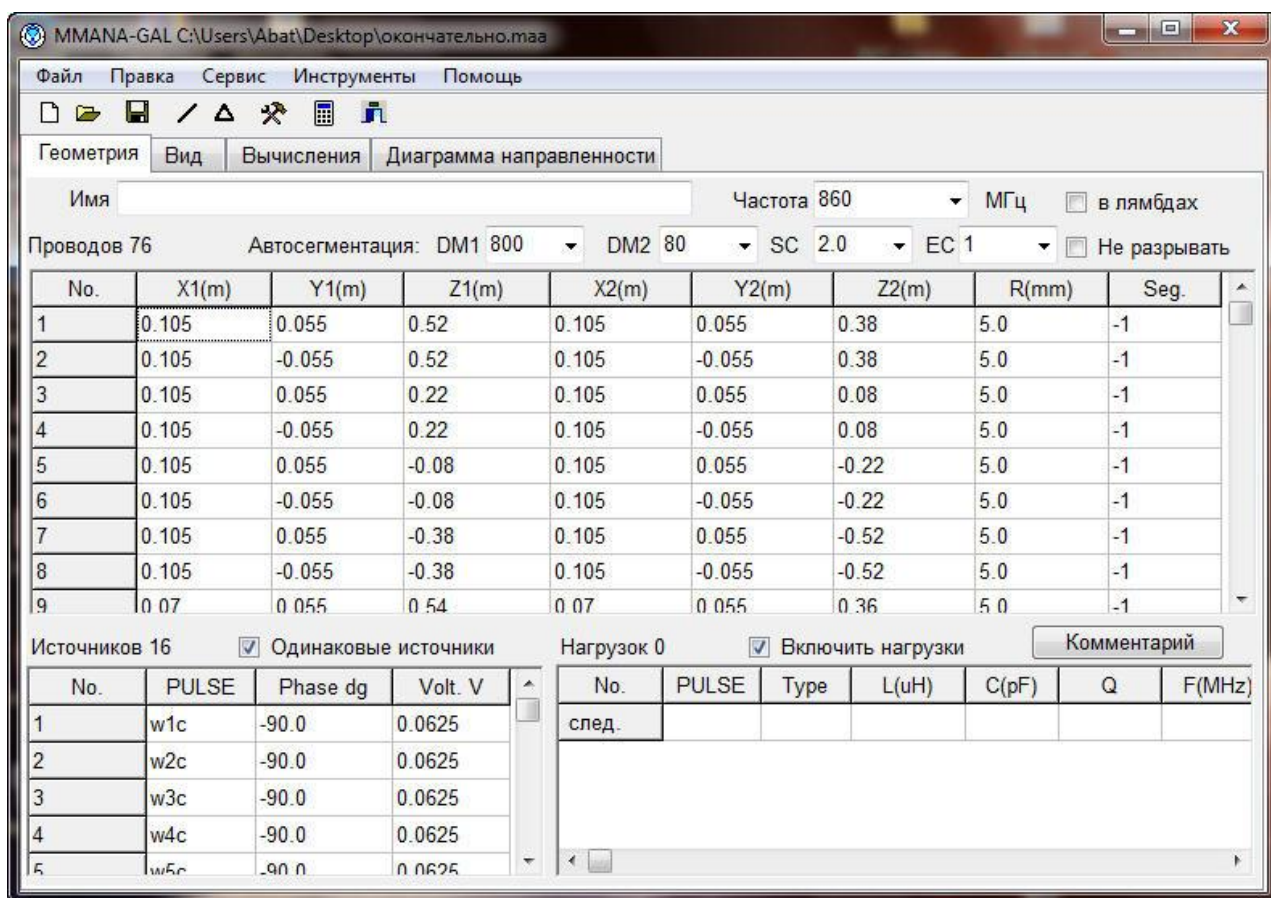 MMANA-GAL C:\Users\Abat\Desktop\окончательно.maa
Файл Правка Сервис Инструменты Помощь
Геометрия Вид Вычисления Диаграмма направленности
Имя Частота 860 МГц в лямбдах
Проводов 76 Автосегментация: DM1 800 DM2 80 SC 2.0 EC 1 Не разрывать
No. X1(m) Y1(m) Z1(m) X2(m) Y2(m) Z2(m) R(mm) Seg.
1 0.105 0.055 0.52 0.105 0.055 0.38 5.0 -1
2 0.105 -0.055 0.52 0.105 -0.055 0.38 5.0 -1
3 0.105 0.055 0.22 0.105 0.055 0.08 5.0 -1
4 0.105 -0.055 0.22 0.105 -0.055 0.08 5.0 -1
5 0.105 0.055 -0.08 0.105 0.055 -0.22 5.0 -1
6 0.105 -0.055 -0.08 0.105 -0.055 -0.22 5.0 -1
7 0.105 0.055 -0.38 0.105 0.055 -0.52 5.0 -1
8 0.105 -0.055 -0.38 0.105 -0.055 -0.52 5.0 -1
9 0.07 0.055 0.54 0.07 0.055 0.36 5.0 -1
Источников 16 Одинаковые источники Нагрузок 0 Включить нагрузки Комментарий
No. PULSE Phase dg Volt. V No. PULSE Type L(uH) C(pF) Q F(MHz)
1 w1c -90.0 0.0625 след.
2 w2c -90.0 0.0625
3 w3c -90.0 0.0625
4 w4c -90.0 0.0625
5 w5c -90.0 0.0625